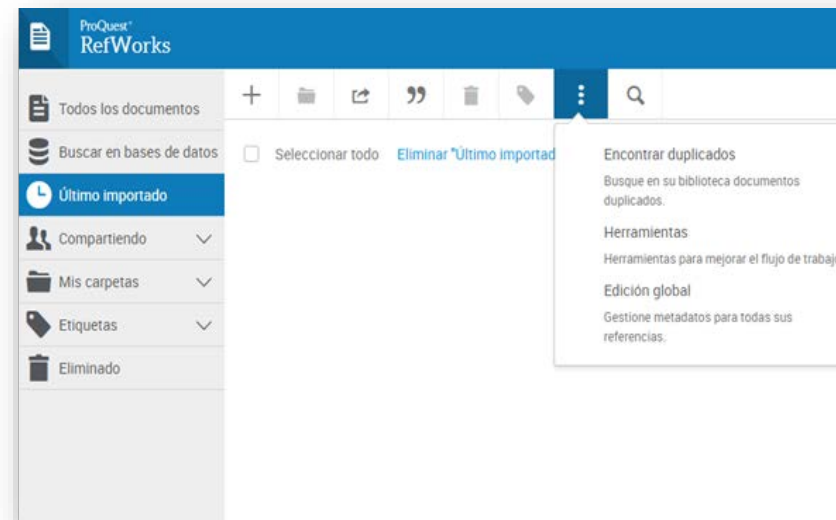 ProQuest
RefWorks
Todos los documentos
Buscar en bases de datos
Último importado
Compartiendo
Mis carpetas
Etiquetas
Eliminado
Seleccionar todo Eliminar "Último importad
Encontrar duplicados
Busque en su biblioteca documentos
duplicados.
Herramientas
Herramientas para mejorar el flujo de trabaj
Edición global
Gestione metadatos para todas sus
referencias.